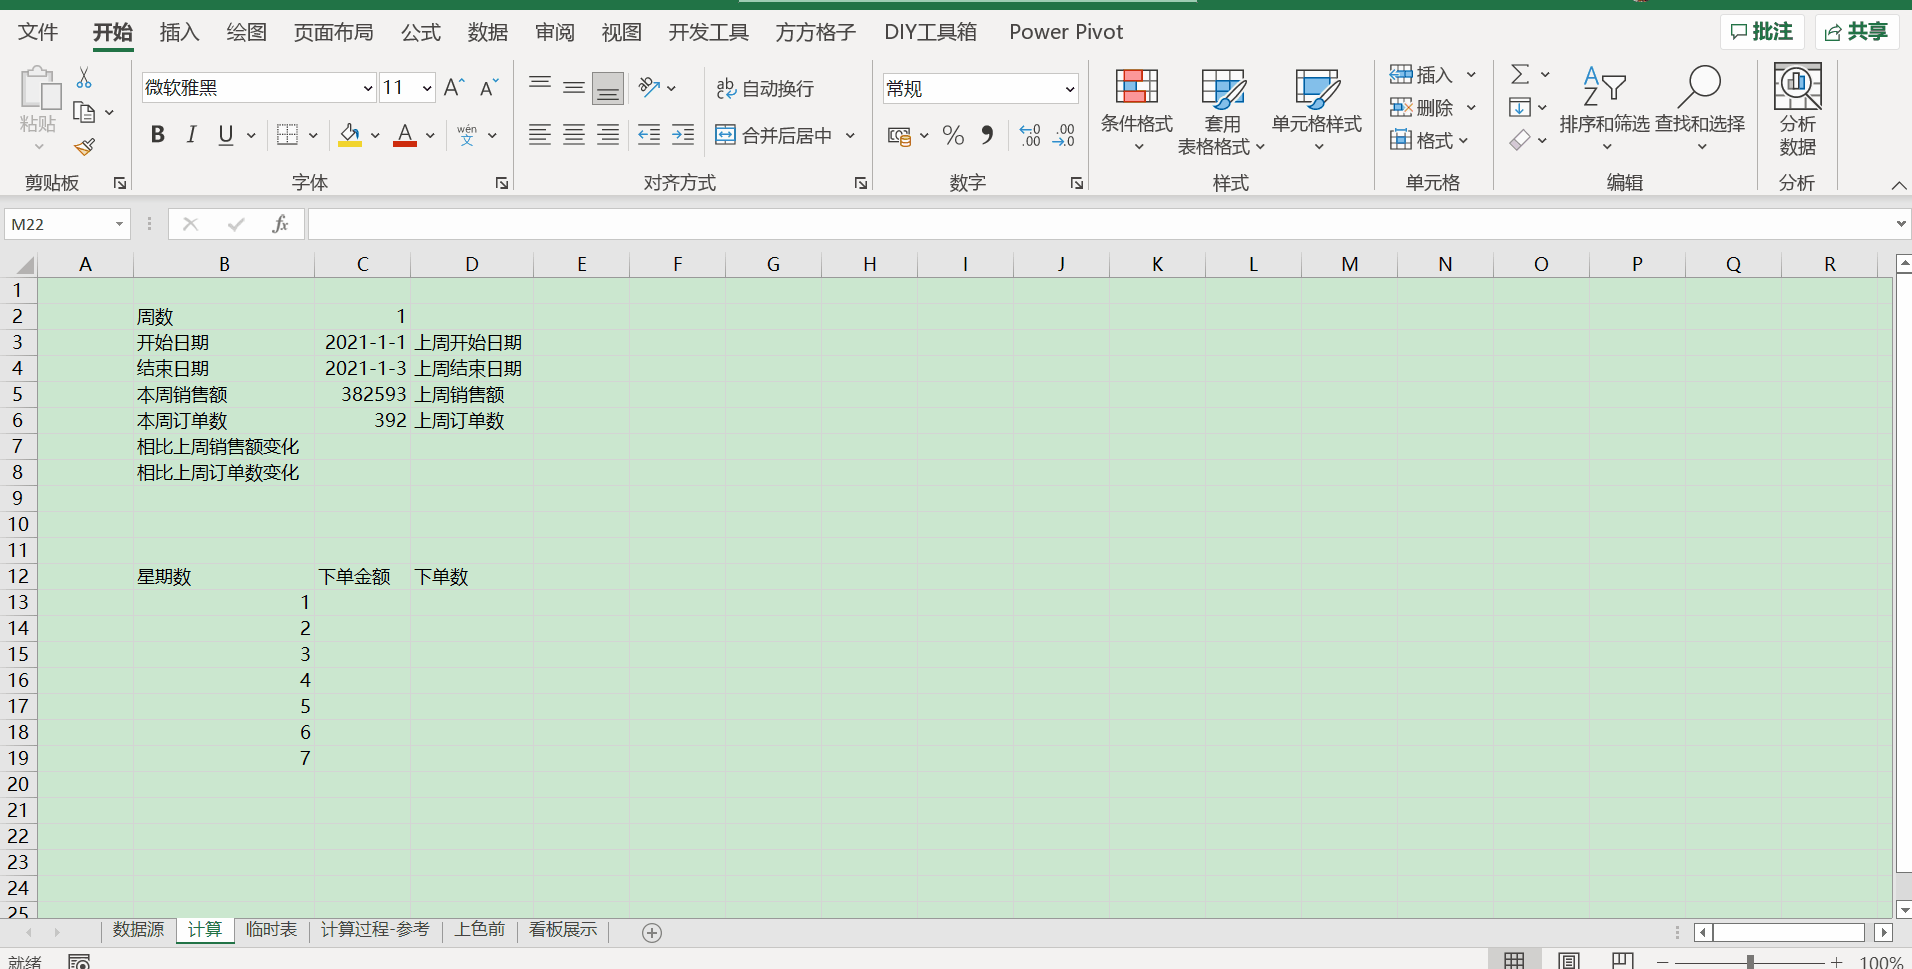 文件 开始 插入 绘图 页面布局 公式 数据 审阅 视图 开发工具 方方格子 DIY工具箱 Power Pivot 批注 共享
粘贴
剪贴板
微软雅黑 11
B I U wén 文
字体
自动换行
合并后居中
对齐方式
常规
% .00
数字
条件格式 套用 表格格式 单元格样式
样式
插入
删除
格式
单元格
排序和筛选 查找和选择
编辑
分析
数据
分析
M22 fx
A B C D E F G H I J K L M N O P Q R
1
2 周数 1
3 开始日期 2021-1-1 上周开始日期
4 结束日期 2021-1-3 上周结束日期
5 本周销售额 382593 上周销售额
6 本周订单数 392 上周订单数
7 相比上周销售额变化
8 相比上周订单数变化
9
10
11
12 星期数 下单金额 下单数
13 1
14 2
15 3
16 4
17 5
18 6
19 7
20
21
22
23
24
25
数据源 计算 临时表 计算过程-参考 上色前 看板展示
就绪 100%